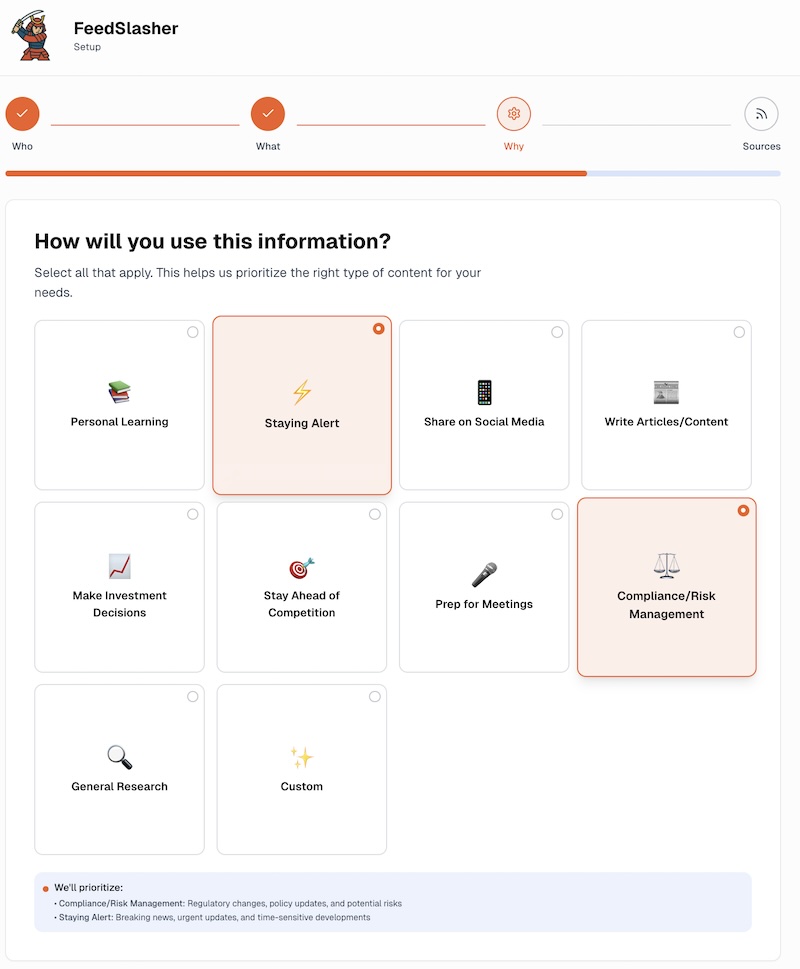 FeedSlasher
Setup
Who
What
Why
Sources
How will you use this information?
Select all that apply. This helps us prioritize the right type of content for your
needs.
Personal Learning
Staying Alert
Share on Social Media
Write Articles/Content
Make Investment
Decisions
Stay Ahead of
Competition
Prep for Meetings
Compliance/Risk
Management
General Research
Custom
We'll prioritize:
• Compliance/Risk Management: Regulatory changes, policy updates, and potential risks
• Staying Alert: Breaking news, urgent updates, and time-sensitive developments